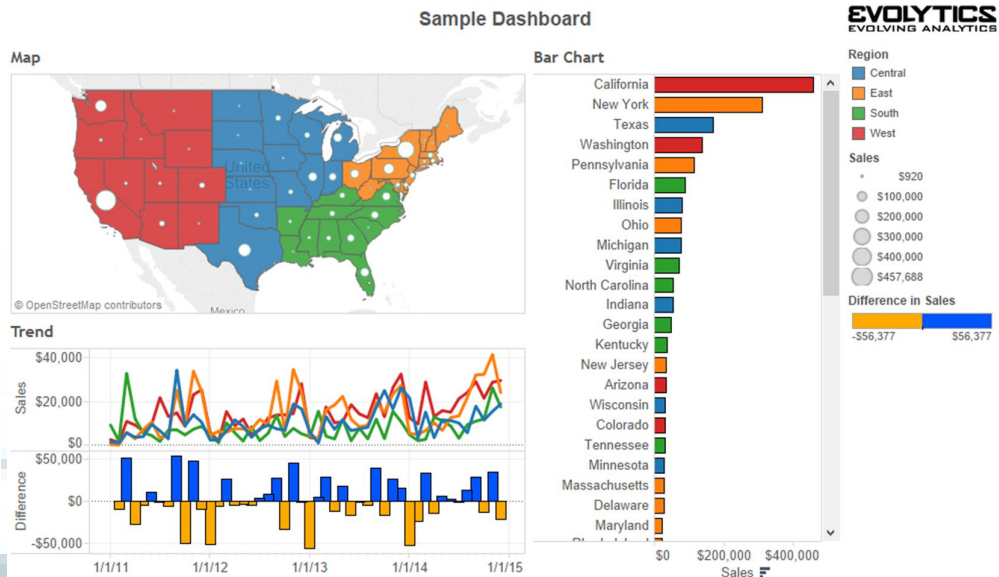 Sample Dashboard
EVOLYTICS
EVOLVING ANALYTICS
Map
United
States
© OpenStreetMap contributors
Mexico
Trend
Sales
$40,000
$20,000
$0
Difference
$50,000
$0
-$50,000
1/1/11
1/1/12
1/1/13
1/1/14
1/1/15
Bar Chart
California
New York
Texas
Washington
Pennsylvania
Florida
Illinois
Ohio
Michigan
Virginia
North Carolina
Indiana
Georgia
Kentucky
New Jersey
Arizona
Wisconsin
Colorado
Tennessee
Minnesota
Massachusetts
Delaware
Maryland
$0
$200,000
$400,000
Sales
Region
Central
East
South
West
Sales
$920
$100,000
$200,000
$300,000
$400,000
$457,688
Difference in Sales
-$56,377
$56,377